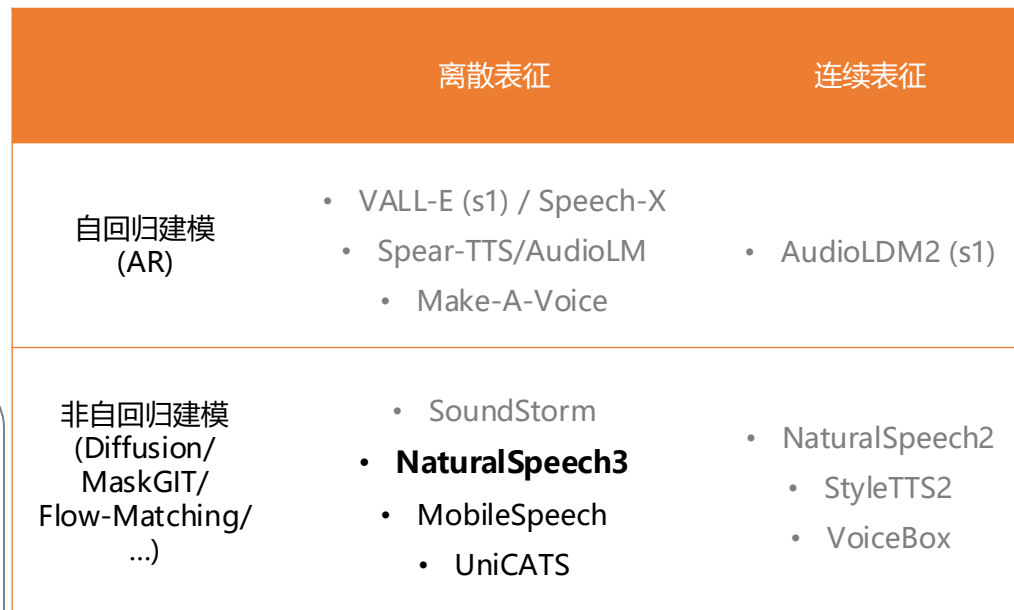 离散表征
连续表征
自回归建模
(AR)
• VALL-E (s1) / Speech-X
• Spear-TTS/AudioLM
• Make-A-Voice
• AudioLDM2 (s1)
非自回归建模
(Diffusion/
MaskGIT/
Flow-Matching/
...)
• SoundStorm
• NaturalSpeech3
• MobileSpeech
• UniCATS
• NaturalSpeech2
• StyleTTS2
• VoiceBox